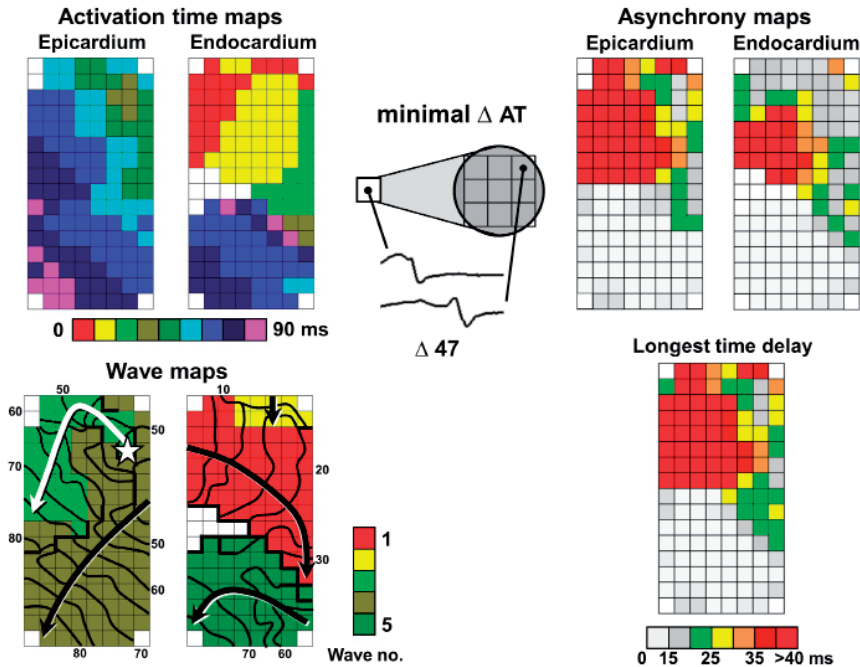 Activation time maps
Epicardium Endocardium
0 90 ms
Asynchrony maps
Epicardium Endocardium
minimal Δ AT
Δ 47
Wave maps
50
60
70
80
50
50
60
80 70
10
20
30
70 60
1
5
Wave no.
Longest time delay
0 15 25 35 >40 ms